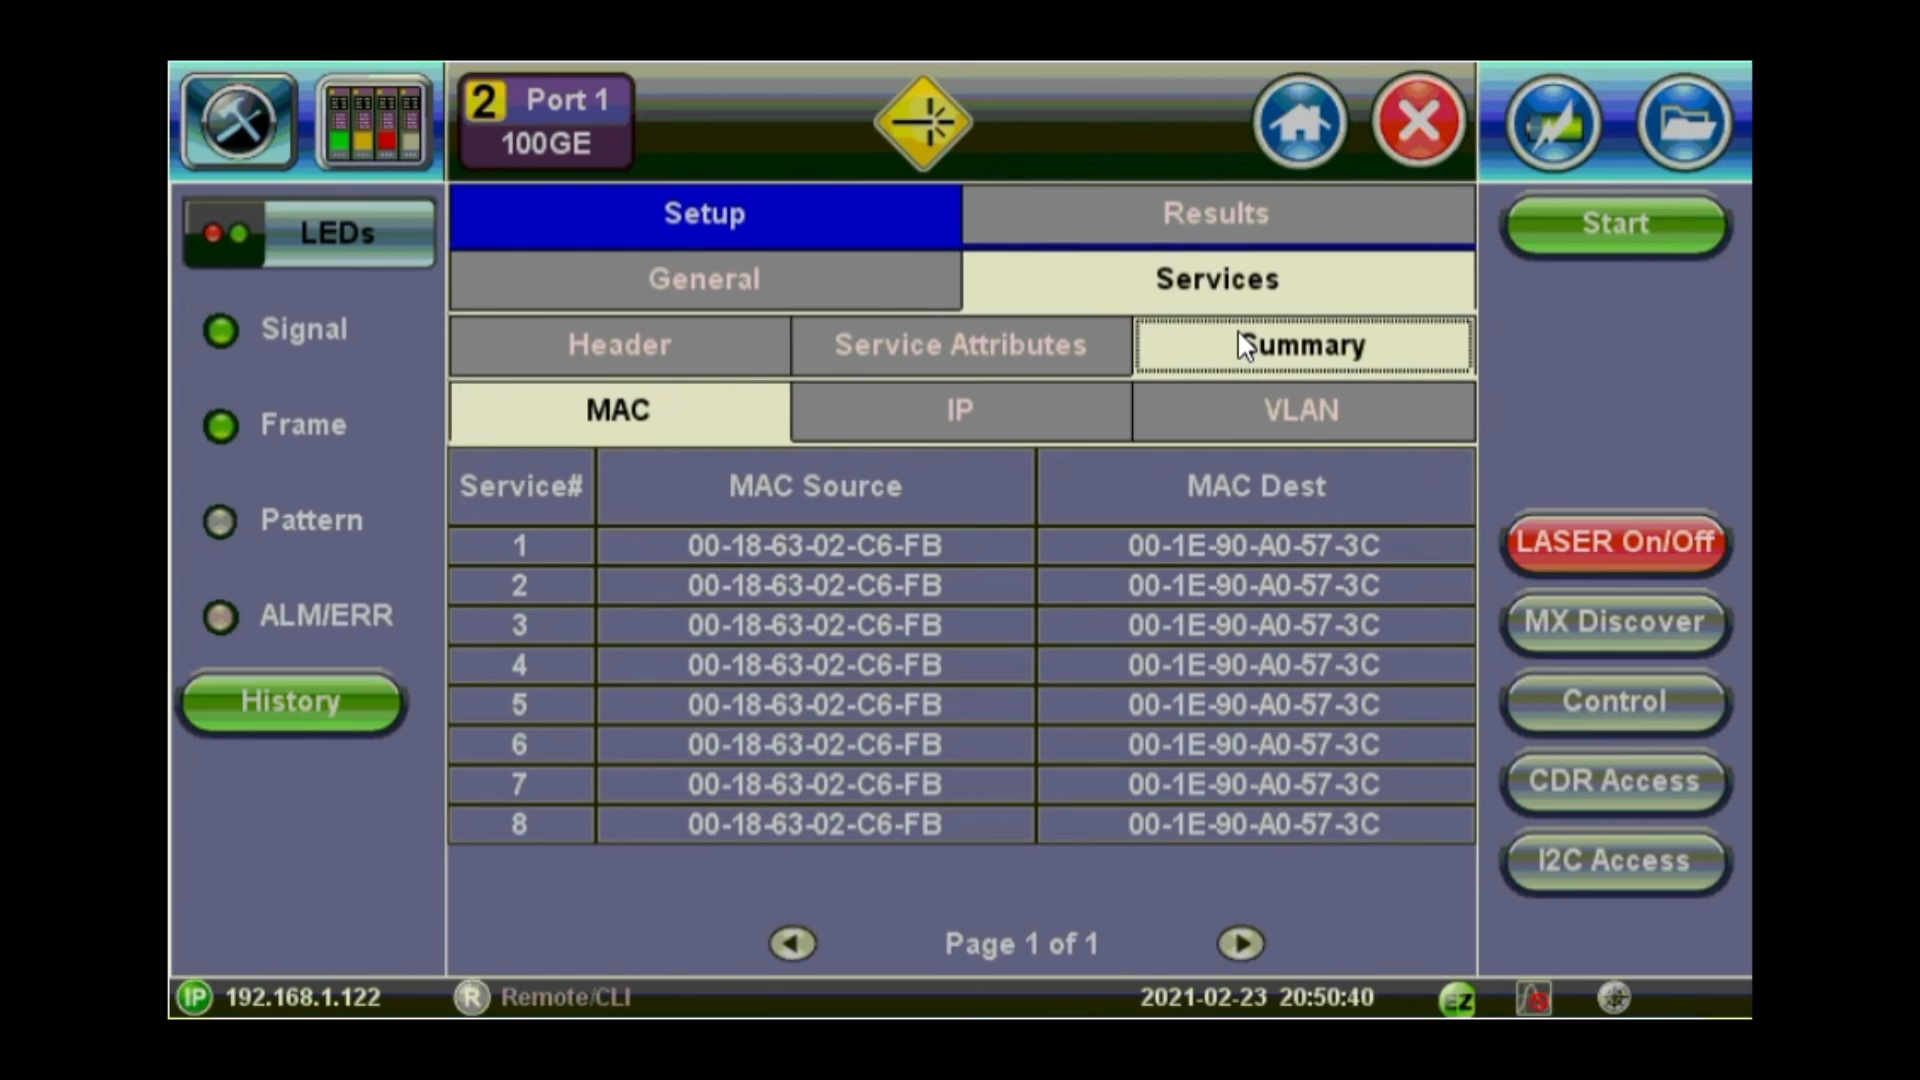 2 Port 1
100GE
Setup Results
General Services
Header Service Attributes Summary
MAC IP VLAN
Service# MAC Source MAC Dest
1 00-18-63-02-C6-FB 00-1E-90-A0-57-3C
2 00-18-63-02-C6-FB 00-1E-90-A0-57-3C
3 00-18-63-02-C6-FB 00-1E-90-A0-57-3C
4 00-18-63-02-C6-FB 00-1E-90-A0-57-3C
5 00-18-63-02-C6-FB 00-1E-90-A0-57-3C
6 00-18-63-02-C6-FB 00-1E-90-A0-57-3C
7 00-18-63-02-C6-FB 00-1E-90-A0-57-3C
8 00-18-63-02-C6-FB 00-1E-90-A0-57-3C
Page 1 of 1
LEDs
Signal
Frame
Pattern
ALM/ERR
History
Start
LASER On/Off
MX Discover
Control
CDR Access
I2C Access
IP 192.168.1.122 R Remote/CLI 2021-02-23 20:50:40 EZ